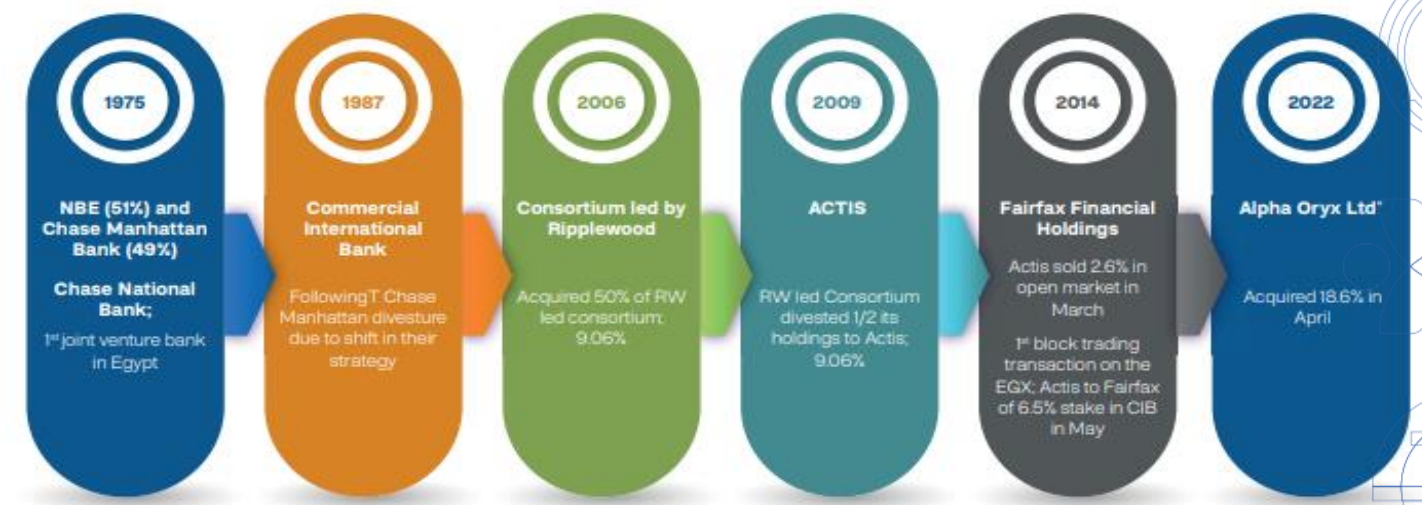 1975
NBE (51%) and
Chase Manhattan
Bank (49%)
Chase National
Bank;
1st joint venture bank
in Egypt
1987
Commercial
International
Bank
FollowingT Chase
Manhattan divesture
due to shift in their
strategy
2006
Consortium led by
Ripplewood
Acquired 50% of RW
led consortium;
9.06%
2009
ACTIS
RW led Consortium
divested 1/2 its
holdings to Actis;
9.06%
2014
Fairfax Financial
Holdings
Actis sold 2.6% in
open market in
March
1st block trading
transaction on the
EGX; Actis to Fairfax
of 6.5% stake in CIB
in May
2022
Alpha Oryx Ltd*
Acquired 18.6% in
April